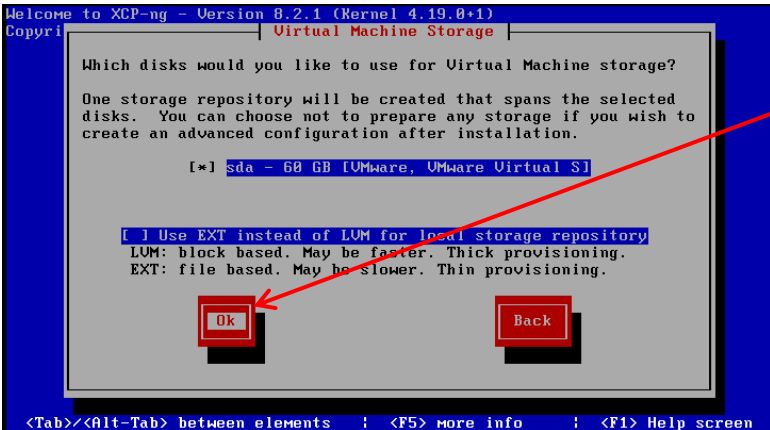 Welcome to XCP-ng - Version 8.2.1 (Kernel 4.19.0+1)
Copyri
Virtual Machine Storage
Which disks would you like to use for Virtual Machine storage?
One storage repository will be created that spans the selected
disks.  You can choose not to prepare any storage if you wish to
create an advanced configuration after installation.
[*] sda - 60 GB [VMware, VMware Virtual S]
[ ] Use EXT instead of LVM for local storage repository
LVM: block based. May be faster. Thick provisioning.
EXT: file based. May be slower. Thin provisioning.
Ok Back
<Tab>/<Alt-Tab> between elements | <F5> more info | <F1> Help screen